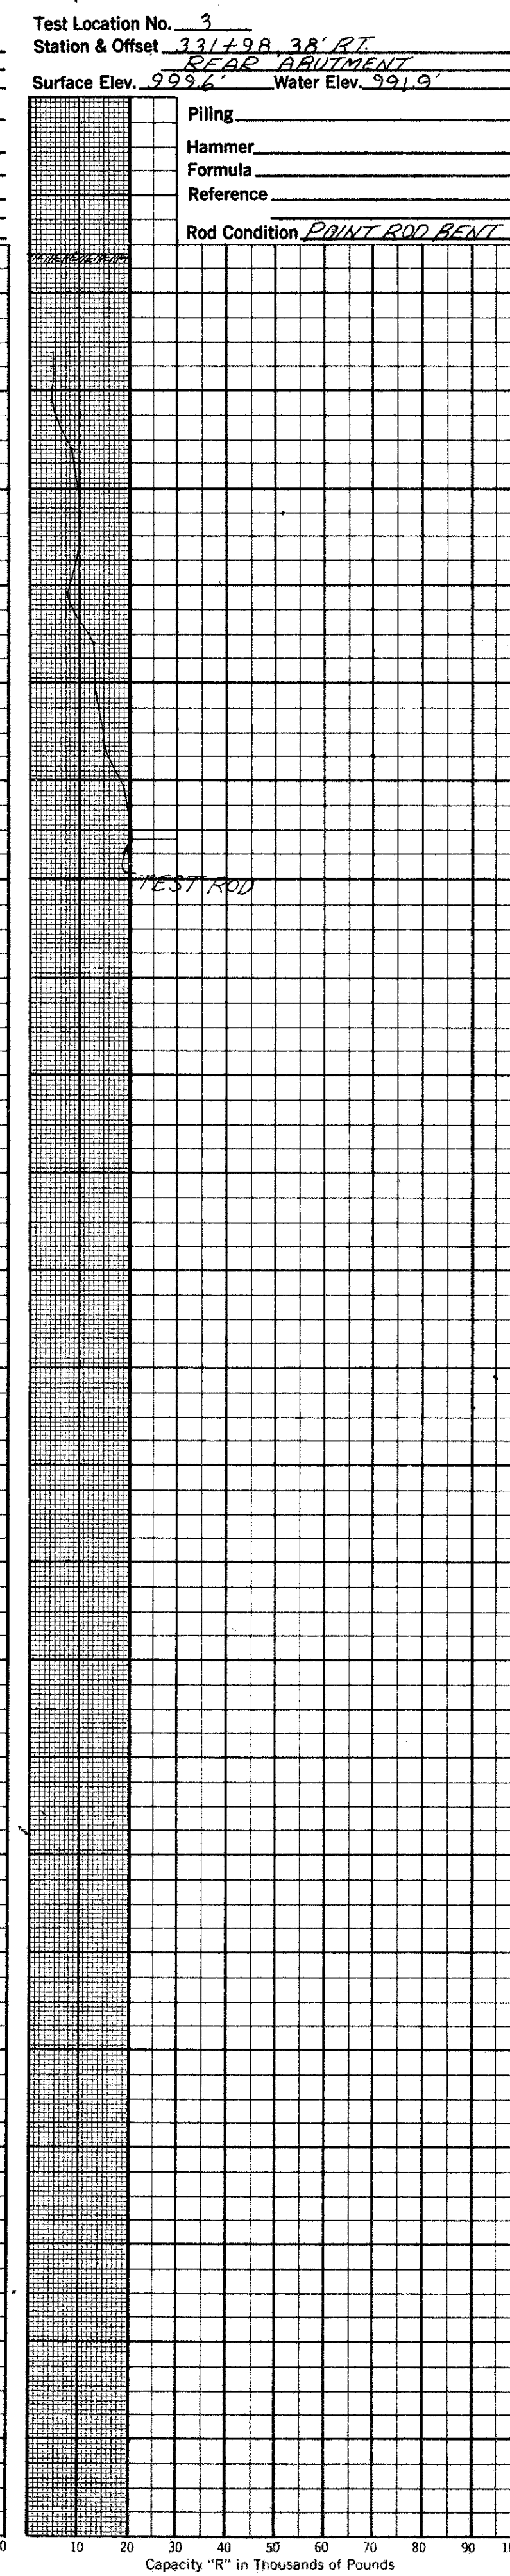 Test Location No. 3
Station & Offset 331+98, 38' RT.
REAR ABUTMENT
Surface Elev. 999.6' Water Elev. 991.9'
Piling
Hammer
Formula
Reference
Rod Condition POINT ROD BENT
TEST ROD
0 10 20 30 40 50 60 70 80 90 10
Capacity "R" in Thousands of Pounds